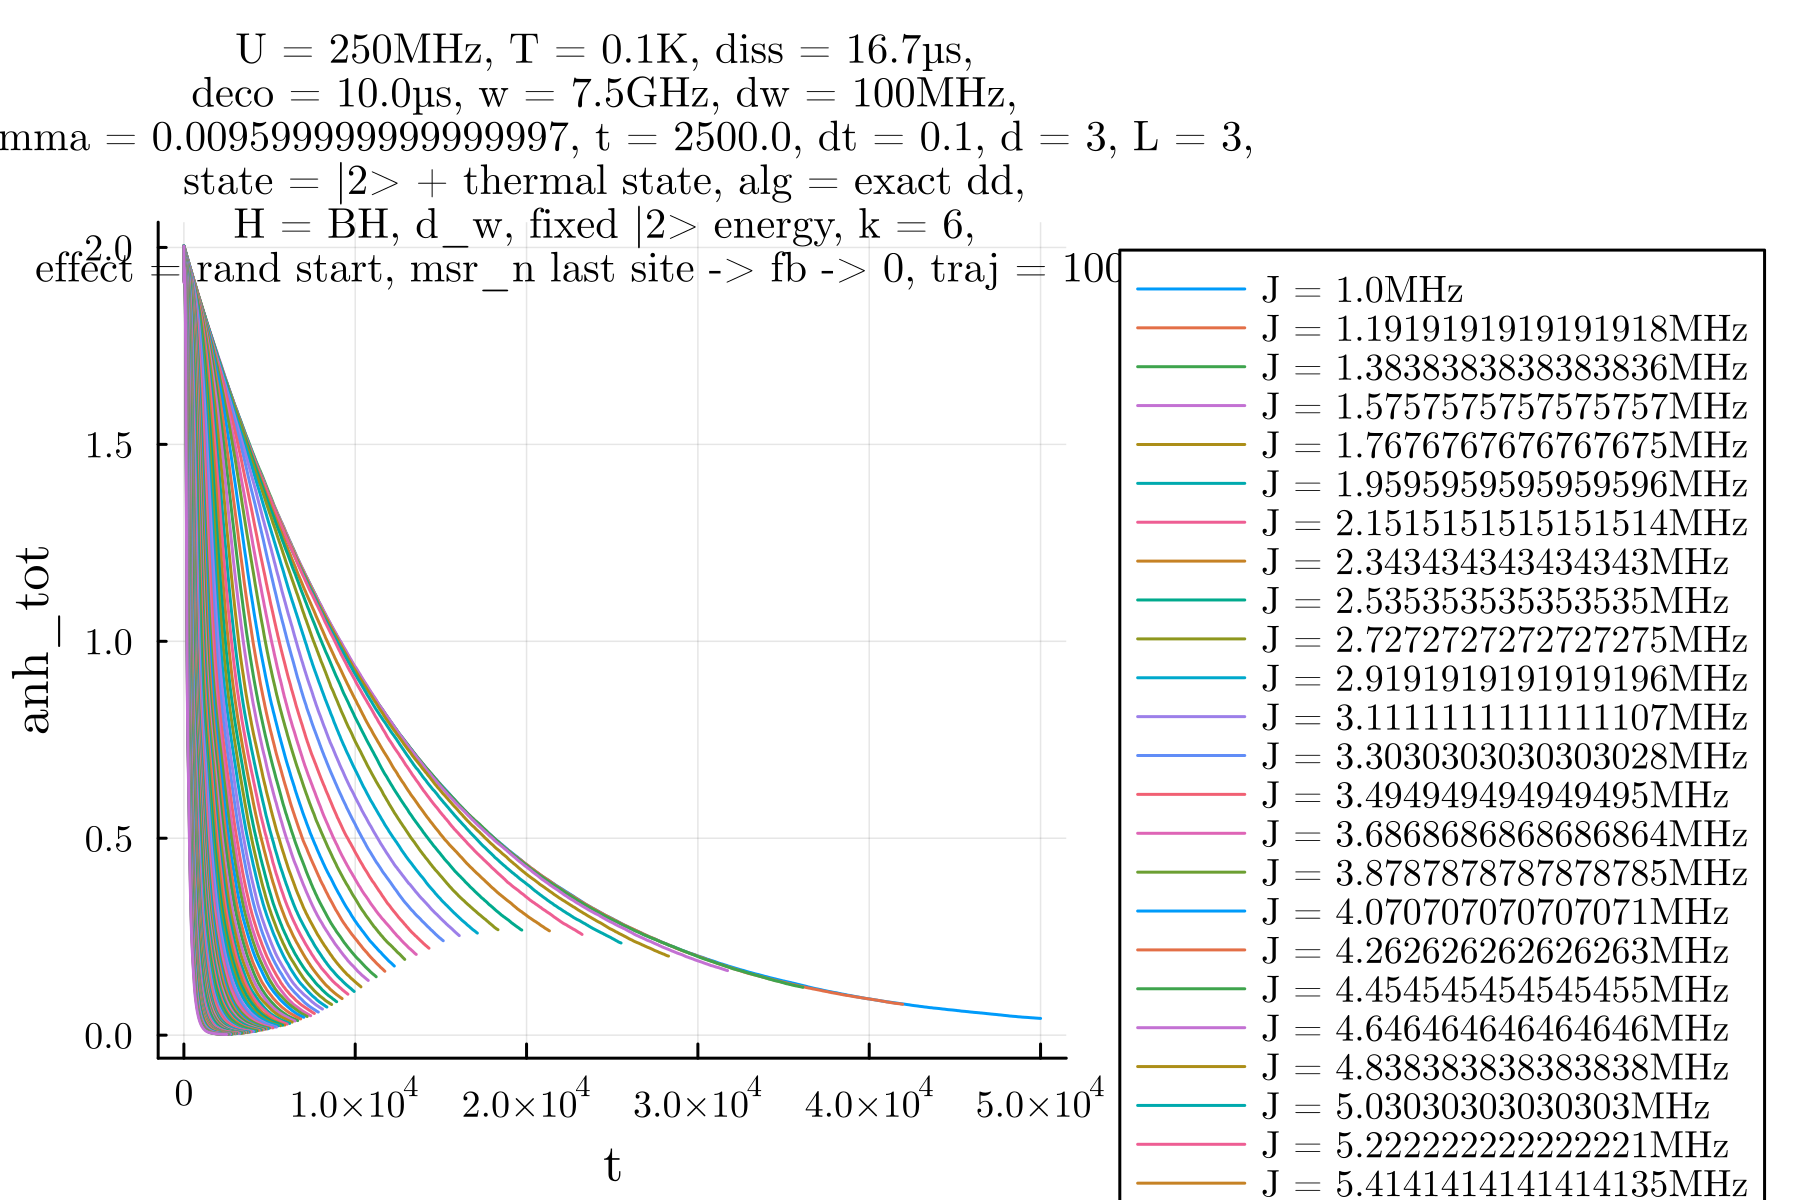 U = 250MHz, T = 0.1K, diss = 16.7µs,
deco = 10.0µs, w = 7.5GHz, dw = 100MHz,
mma = 0.009599999999999997, t = 2500.0, dt = 0.1, d = 3, L = 3,
state = |2> + thermal state, alg = exact dd,
H = BH, d_w, fixed |2> energy, k = 6,
effect = rand start, msr_n last site -> fb -> 0, traj = 100
2.0
1.5
1.0
0.5
0.0
anh_tot
0 1.0×10⁴ 2.0×10⁴ 3.0×10⁴ 4.0×10⁴ 5.0×10⁴
t
J = 1.0MHz
J = 1.1919191919191918MHz
J = 1.3838383838383836MHz
J = 1.5757575757575757MHz
J = 1.7676767676767675MHz
J = 1.9595959595959596MHz
J = 2.1515151515151514MHz
J = 2.343434343434343MHz
J = 2.535353535353535MHz
J = 2.7272727272727275MHz
J = 2.9191919191919196MHz
J = 3.1111111111111107MHz
J = 3.3030303030303028MHz
J = 3.494949494949495MHz
J = 3.6868686868686864MHz
J = 3.8787878787878785MHz
J = 4.070707070707071MHz
J = 4.262626262626263MHz
J = 4.454545454545455MHz
J = 4.646464646464646MHz
J = 4.838383838383838MHz
J = 5.03030303030303MHz
J = 5.222222222222221MHz
J = 5.4141414141414135MHz